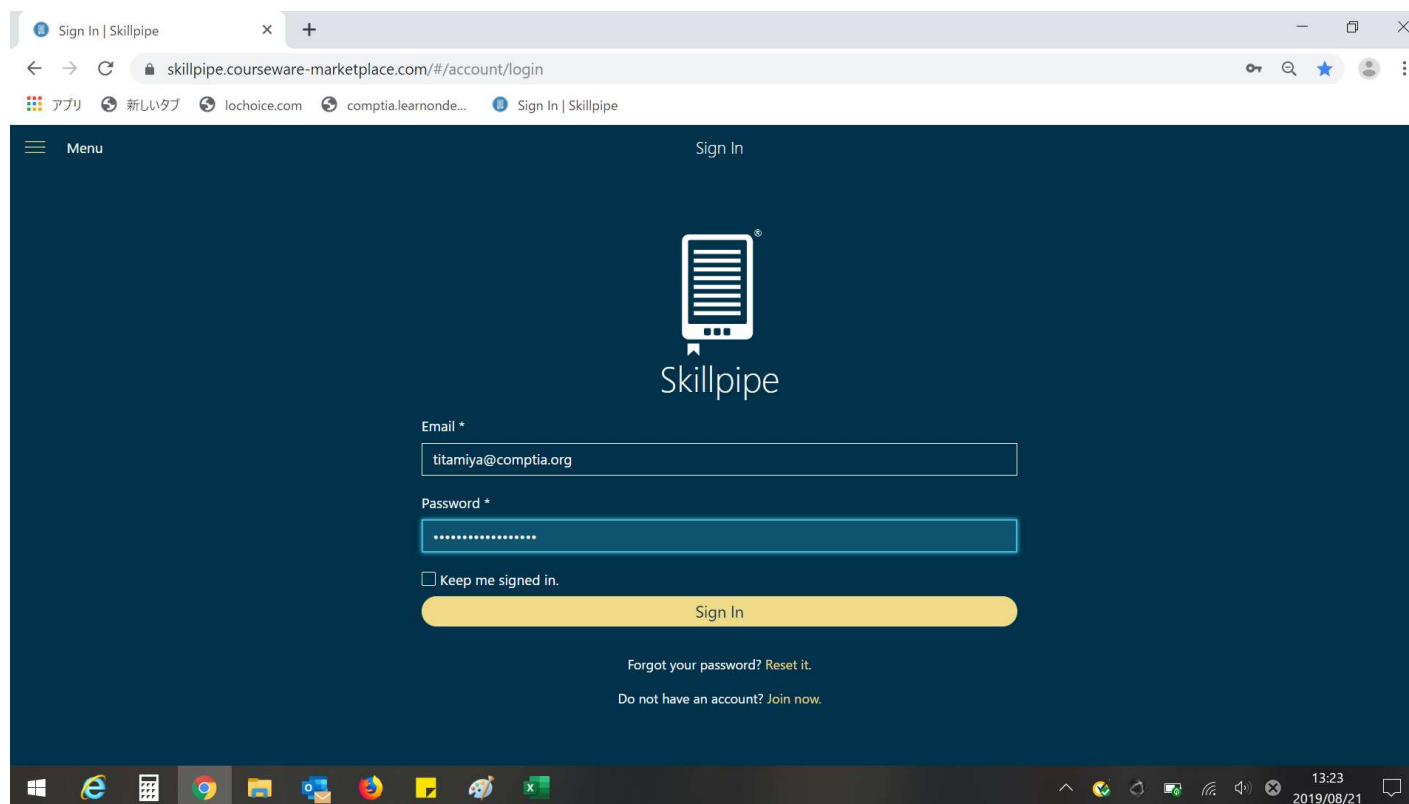 Sign In | Skillpipe
skillpipe.courseware-marketplace.com/#/account/login
アプリ 新しいタブ lochoice.com comptia.learnonde... Sign In | Skillpipe
Menu Sign In
®
Skillpipe
Email *
titamiya@comptia.org
Password *
••••••••••••••••••
Keep me signed in.
Sign In
Forgot your password? Reset it.
Do not have an account? Join now.
13:23
2019/08/21